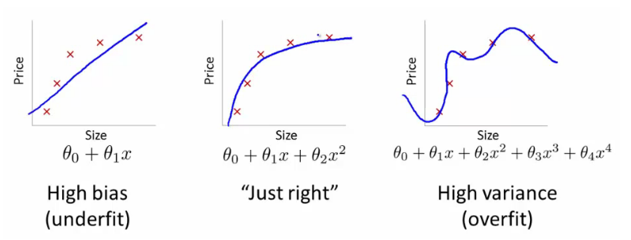 Price
Size
θ₀ + θ₁x
High bias
(underfit)
Price
Size
θ₀ + θ₁x + θ₂x²
“Just right”
Price
Size
θ₀ + θ₁x + θ₂x² + θ₃x³ + θ₄x⁴
High variance
(overfit)